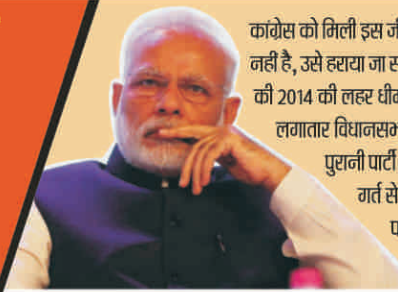 कांग्रेस को मिली इस
नहीं है, उसे हराया जा
की 2014 की लहर
लगातार
पुरानी पार्टी
गर्त से